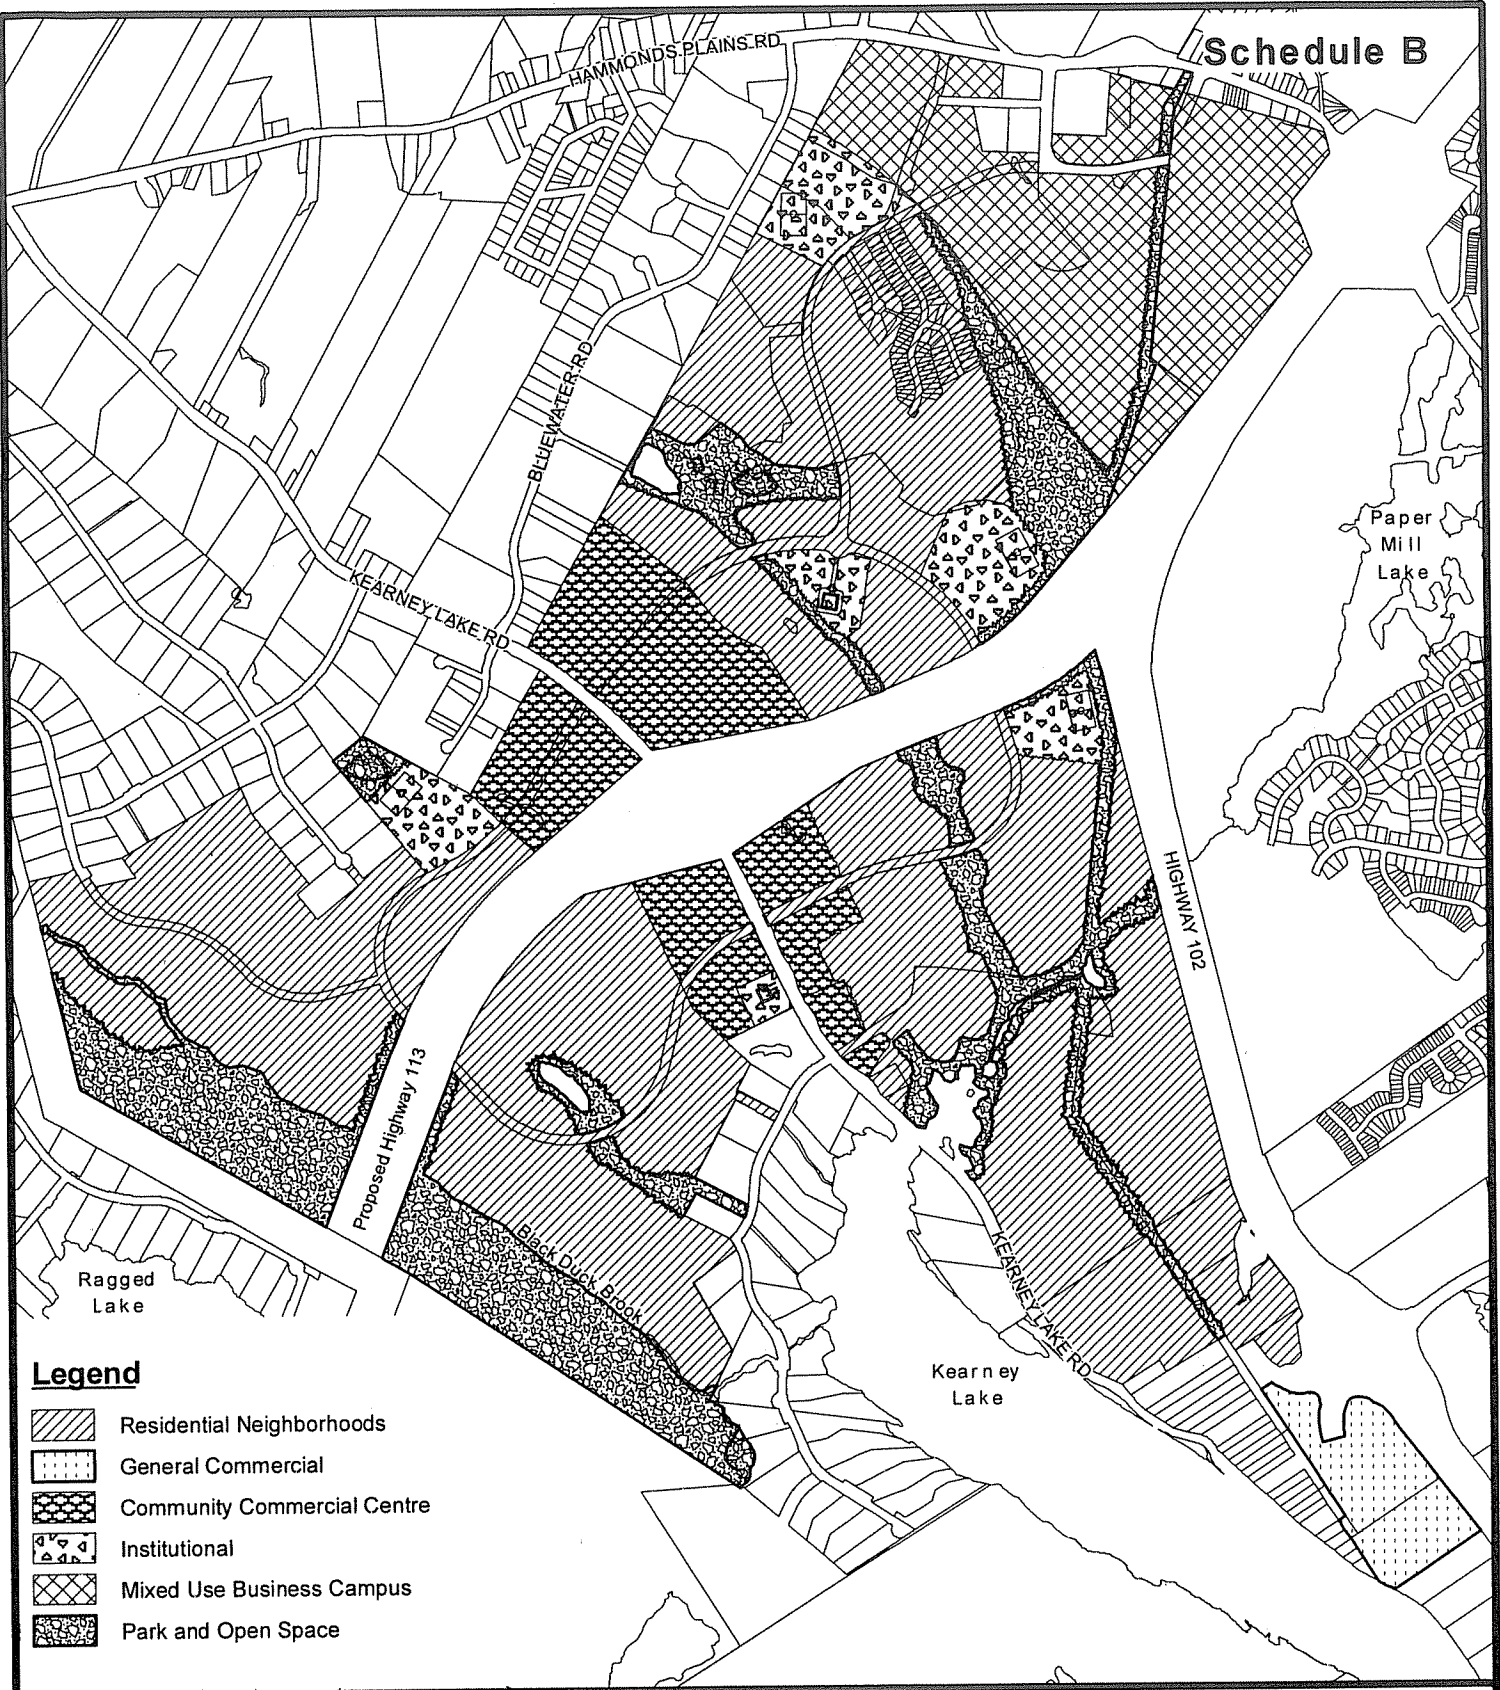 Schedule B
HAMMONDS PLAINS RD
BLUEWATER RD
Paper
Mill
Lake
KEARNEY LAKE RD
HIGHWAY 102
Proposed Highway 113
Black Duck Brook
KEARNEY LAKE RD
Ragged
Lake
Kearney
Lake
Legend
Residential Neighborhoods
General Commercial
Community Commercial Centre
Institutional
Mixed Use Business Campus
Park and Open Space